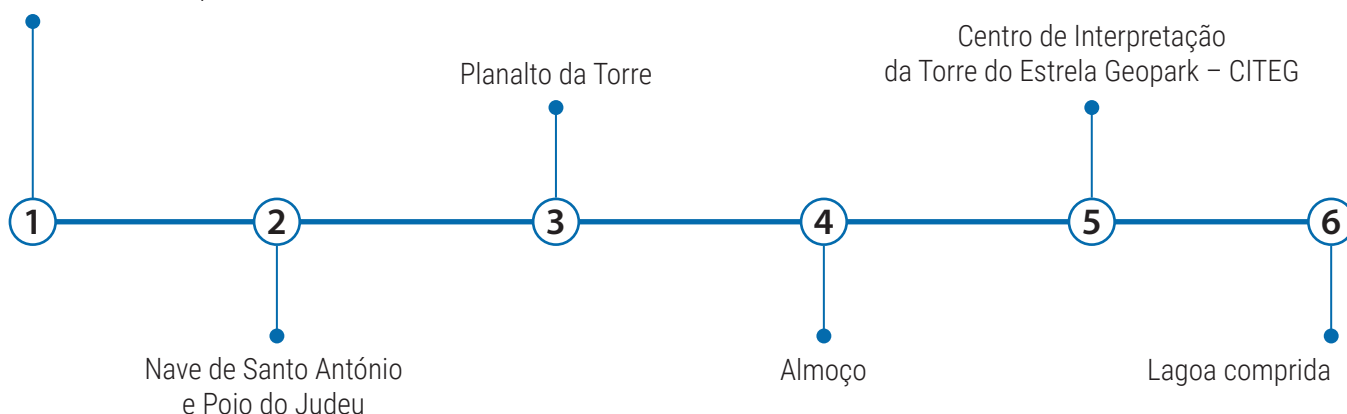 Planalto da Torre
Centro de Interpretação
da Torre do Estrela Geopark – CITEG
1
2
3
4
5
6
Nave de Santo António
e Poio do Judeu
Almoço
Lagoa comprida